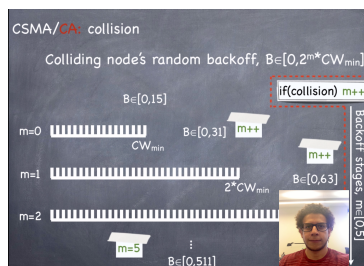 CSMA/CA: collision
Colliding node's random backoff, B∈[0,2ᵐ*CWmin]
if(collision) m++
B∈[0,15]
m=0
CWmin
B∈[0,31]
m++
m=1
2*CWmin
m++
B∈[0,63]
m=2
m=5
⋮
B∈[0,511]
Backoff stages, m∈[0,5]